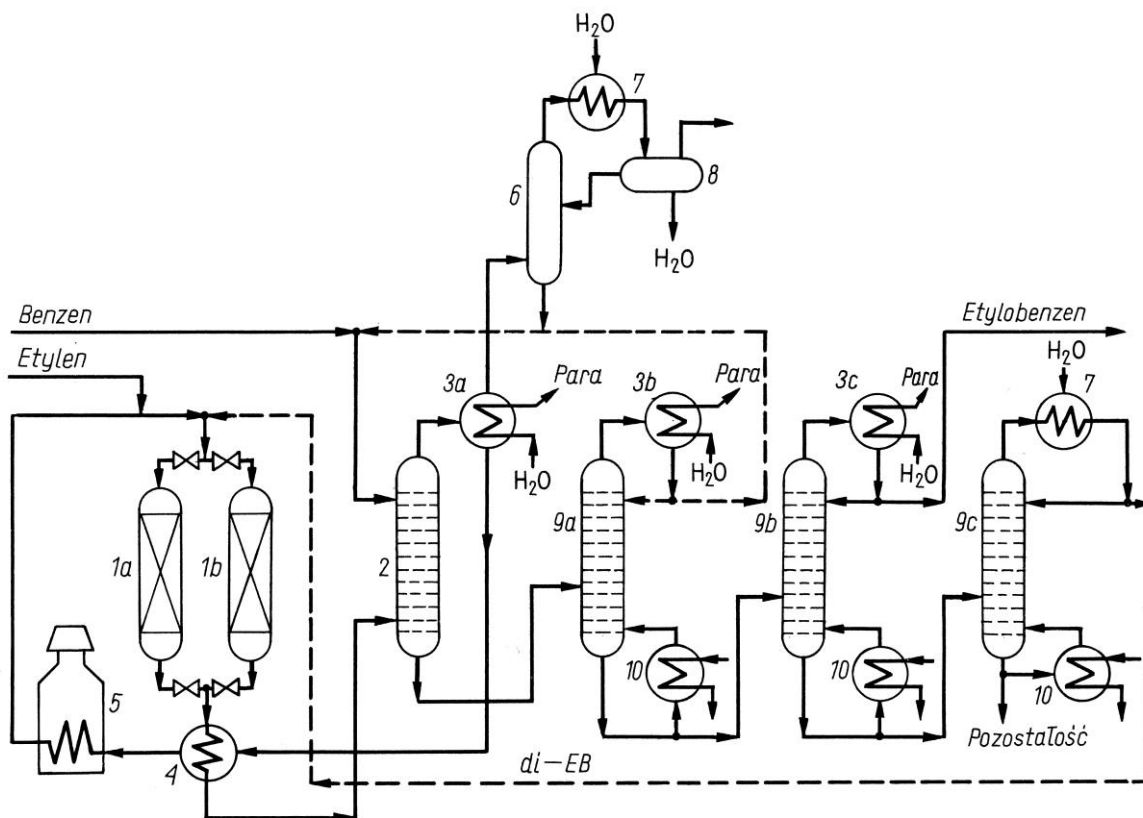 H₂O
7
6
8
H₂O
Benzen
Etylen
Etylobenzen
H₂O
3a
Para
3b
Para
3c
Para
7
H₂O
H₂O
H₂O
1a
1b
2
9a
9b
9c
5
10
10
10
4
di–EB
Pozostałość